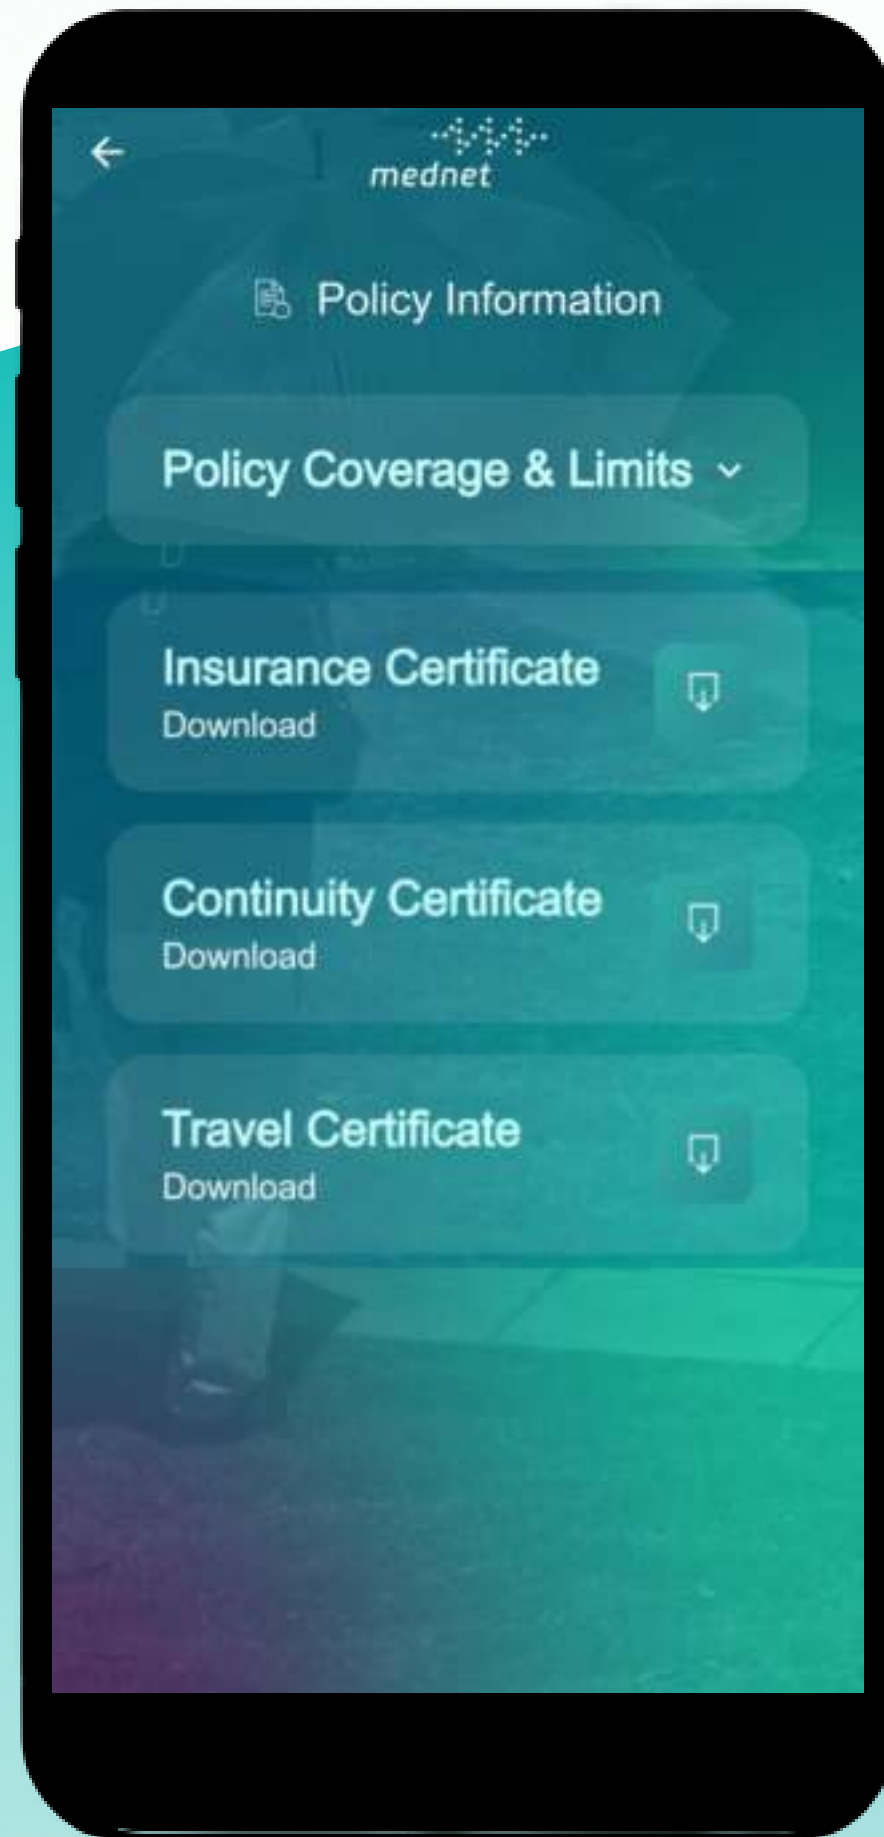 mednet
Policy Information
Policy Coverage & Limits
Insurance Certificate
Download
Continuity Certificate
Download
Travel Certificate
Download